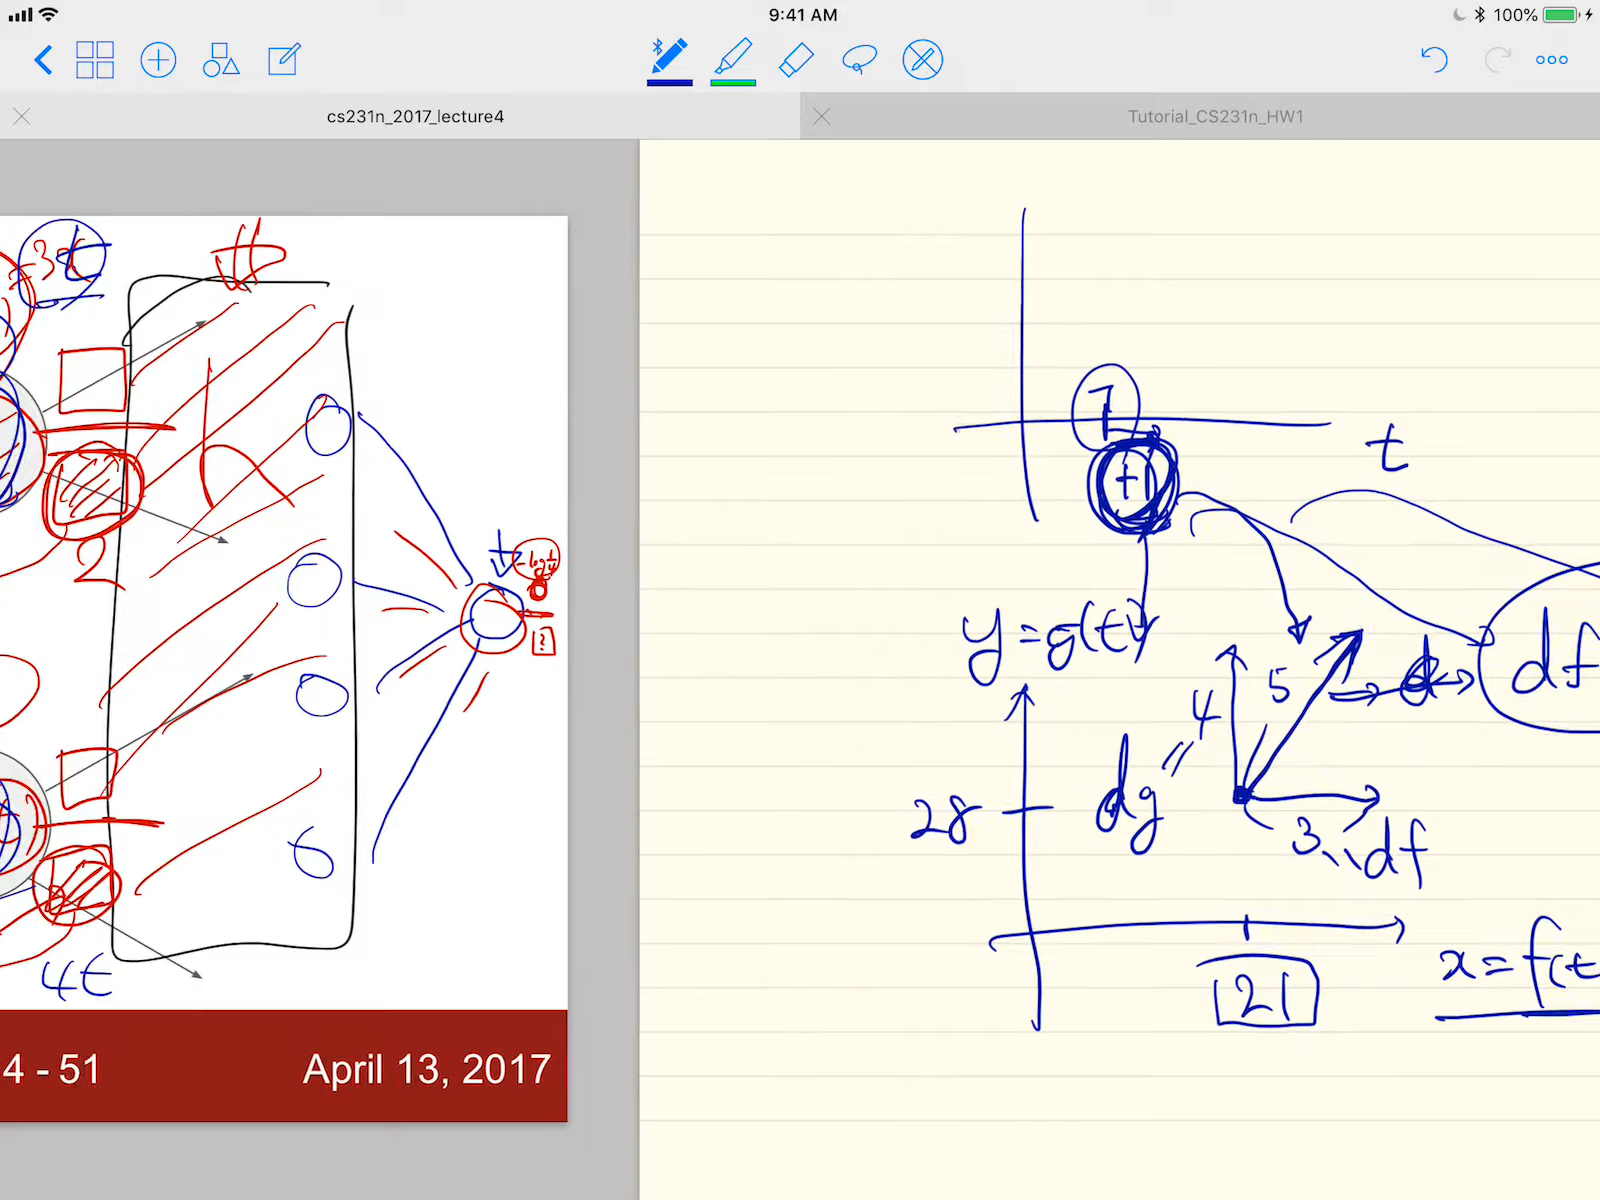 9:41 AM
100%
cs231n_2017_lecture4
Tutorial_CS231n_HW1
-3t
h
2
t
?
4t
4 - 51
April 13, 2017
7
+1
t
y = g(t)
df
4
5
dg
28
3
df
21
x = f(t